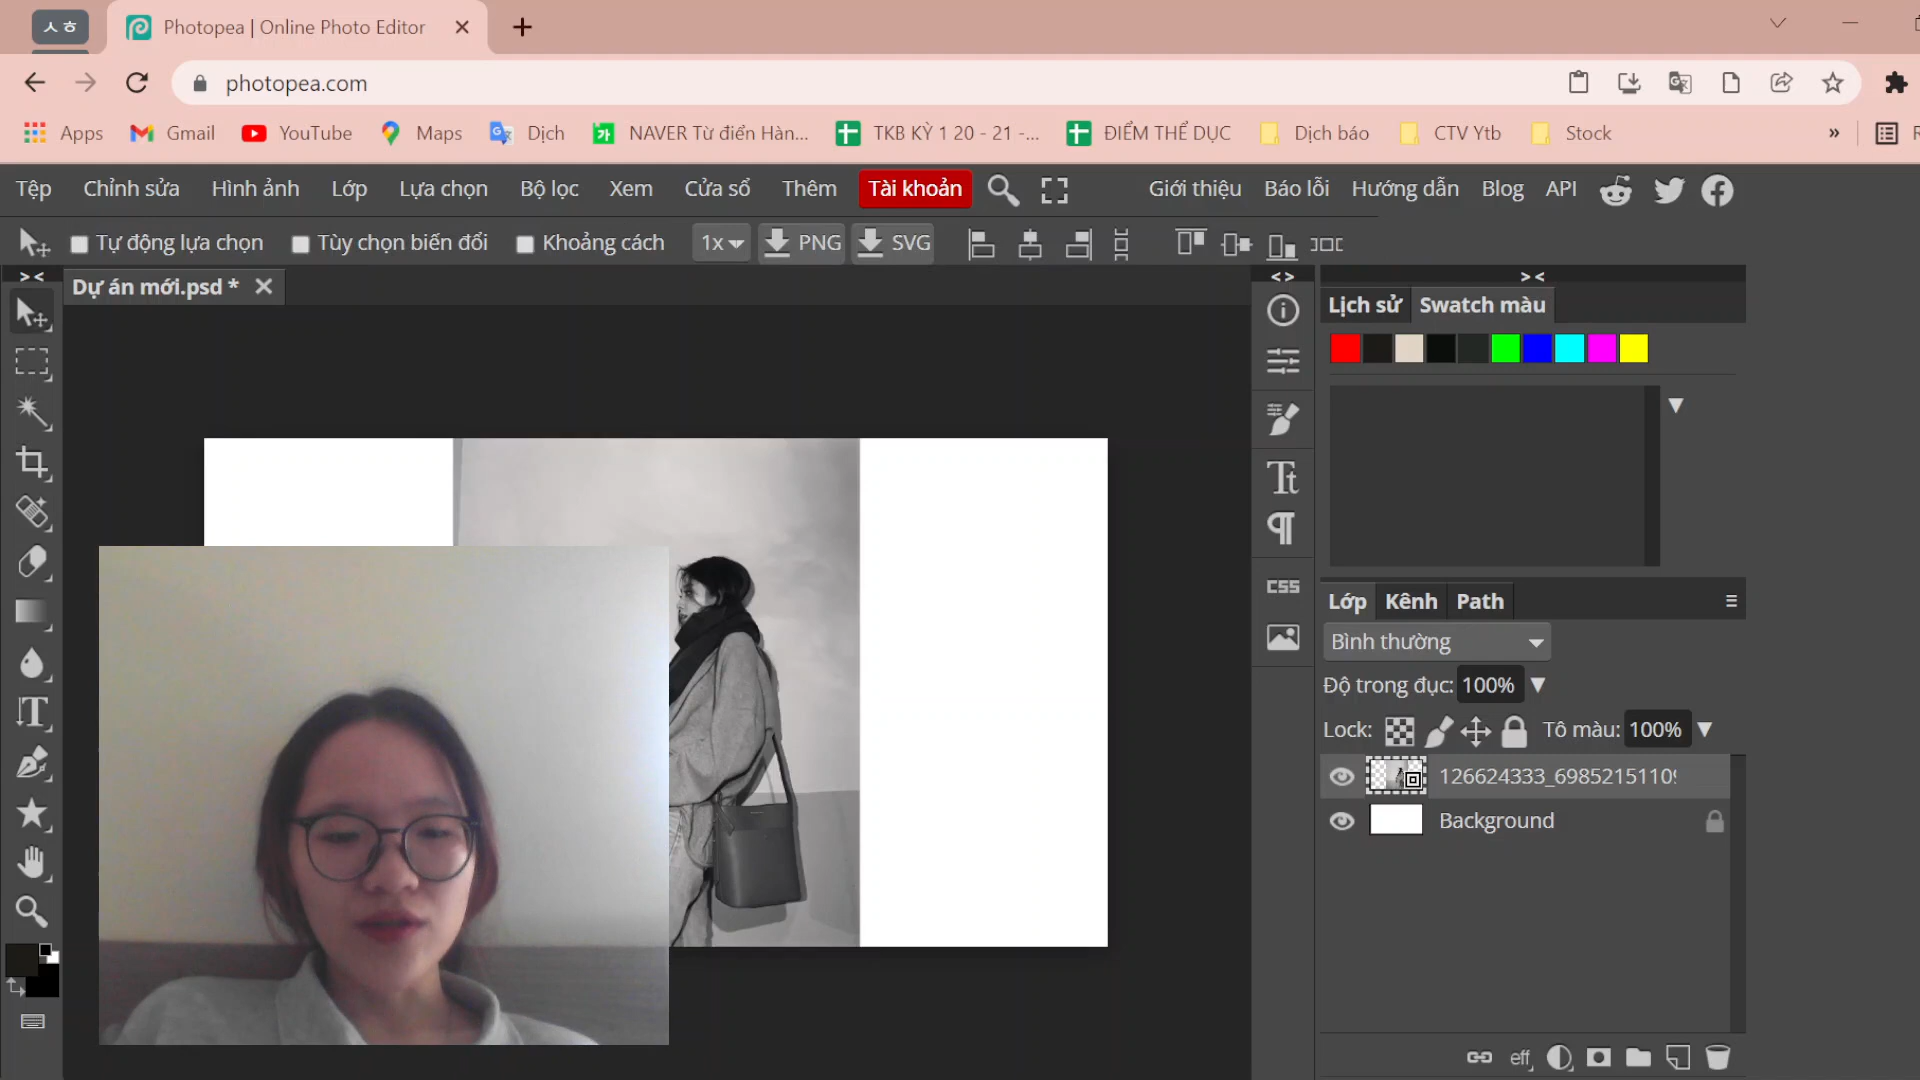 ㅅㅎ Photopea | Online Photo Editor
photopea.com
Apps Gmail YouTube Maps Dịch NAVER Từ điển Hàn... TKB KỲ 1 20 - 21 -... ĐIỂM THỂ DỤC Dịch báo CTV Ytb Stock »
Tệp Chỉnh sửa Hình ảnh Lớp Lựa chọn Bộ lọc Xem Cửa sổ Thêm Tài khoản Giới thiệu Báo lỗi Hướng dẫn Blog API
Tự động lựa chọn Tùy chọn biến đổi Khoảng cách 1x PNG SVG
Dự án mới.psd *
Lịch sử Swatch màu
CSS
Lớp Kênh Path
Bình thường
Độ trong đục: 100%
Lock: Tô màu: 100%
126624333_698521510
Background
eff